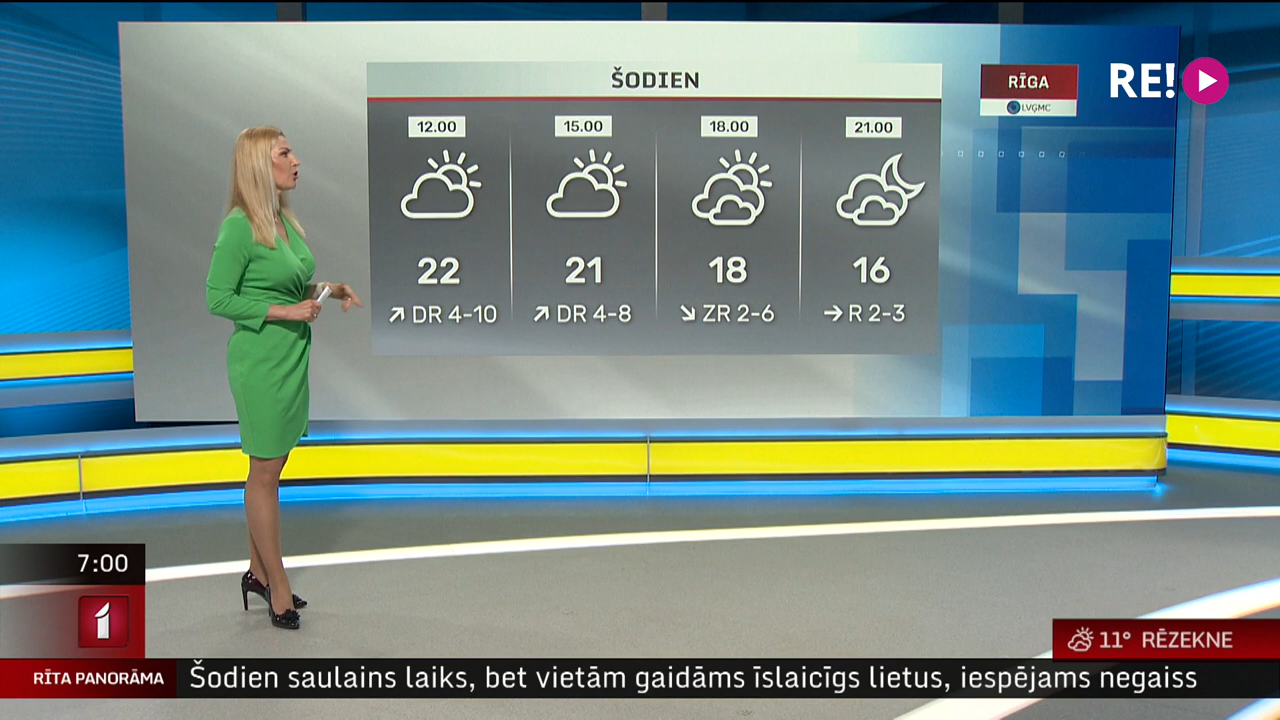 ŠODIEN
RĪGA
LVĢMC
RE!
12.00
15.00
18.00
21.00
22
21
18
16
DR 4-10
DR 4-8
ZR 2-6
R 2-3
7:00
1
11° RĒZEKNE
RĪTA PANORĀMA
Šodien saulains laiks, bet vietām gaidāms īslaicīgs lietus, iespējams negaiss